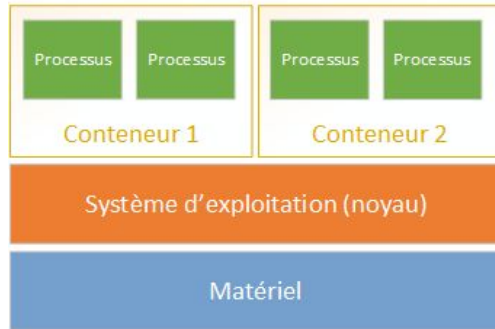 Processus Processus Processus Processus
Conteneur 1 Conteneur 2
Système d'exploitation (noyau)
Matériel